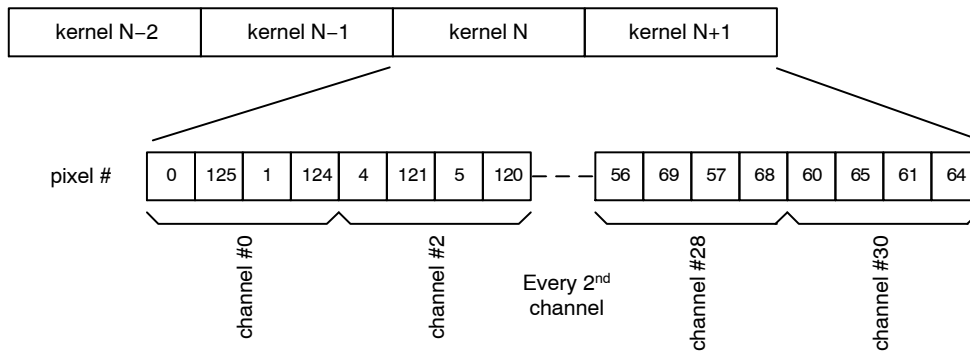 kernel N−2 kernel N−1 kernel N kernel N+1
pixel # 0 125 1 124 4 121 5 120 56 69 57 68 60 65 61 64
channel #0 channel #2 channel #28 channel #30
Every 2nd
channel